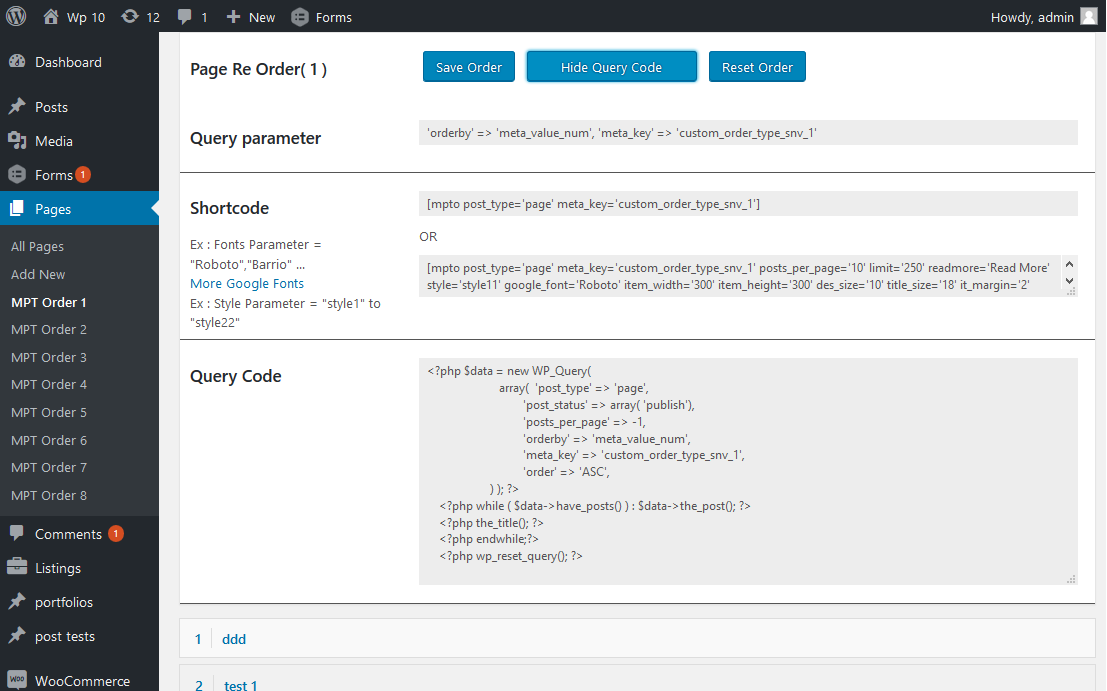 Wp 10 12 1 New Forms Howdy, admin
Dashboard
Posts
Media
Forms 1
Pages
All Pages
Add New
MPT Order 1
MPT Order 2
MPT Order 3
MPT Order 4
MPT Order 5
MPT Order 6
MPT Order 7
MPT Order 8
Comments 1
Listings
portfolios
post tests
WOO WooCommerce
Page Re Order( 1 ) Save Order Hide Query Code Reset Order
Query parameter 'orderby' => 'meta_value_num', 'meta_key' => 'custom_order_type_snv_1'
Shortcode [mpto post_type='page' meta_key='custom_order_type_snv_1']
Ex : Fonts Parameter =
"Roboto","Barrio" ...
More Google Fonts
Ex : Style Parameter = "style1" to
"style22"
OR
[mpto post_type='page' meta_key='custom_order_type_snv_1' posts_per_page='10' limit='250' readmore='Read More'
style='style11' google_font='Roboto' item_width='300' item_height='300' des_size='10' title_size='18' it_margin='2'
Query Code
<?php $data = new WP_Query(
array( 'post_type' => 'page',
'post_status' => array( 'publish'),
'posts_per_page' => -1,
'orderby' => 'meta_value_num',
'meta_key' => 'custom_order_type_snv_1',
'order' => 'ASC',
) ); ?>
<?php while ( $data->have_posts() ) : $data->the_post(); ?>
<?php the_title(); ?>
<?php endwhile;?>
<?php wp_reset_query(); ?>
1 ddd
2 test 1